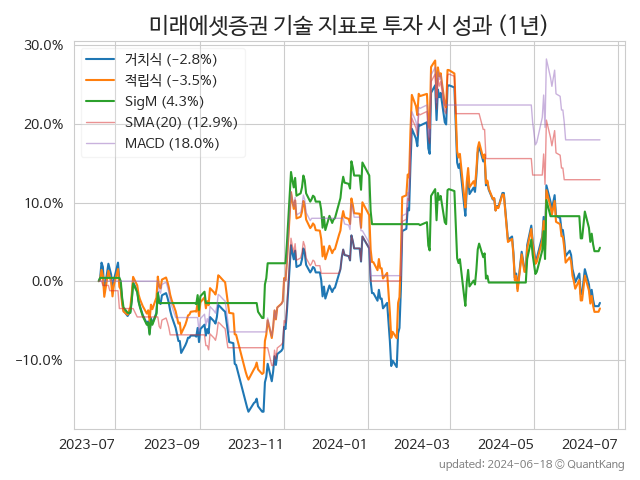 미래에셋증권 기술 지표로 투자 시 성과 (1년)
30.0%
20.0%
10.0%
0.0%
−10.0%
거치식 (−2.8%)
적립식 (−3.5%)
SigM (4.3%)
SMA(20) (12.9%)
MACD (18.0%)
2023-07 2023-09 2023-11 2024-01 2024-03 2024-05 2024-07
updated: 2024-06-18 © QuantKang